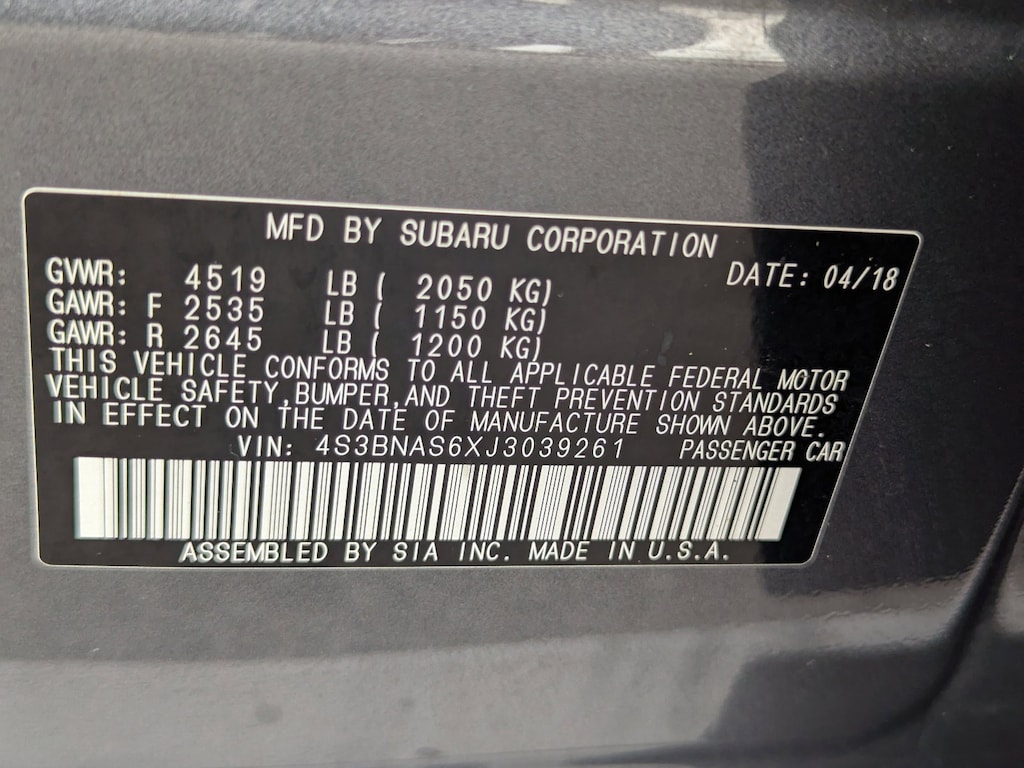 MFD BY SUBARU CORPORATION
DATE: 04/18
GVWR: 4519 LB ( 2050 KG)
GAWR: F 2535 LB ( 1150 KG)
GAWR: R 2645 LB ( 1200 KG)
THIS VEHICLE CONFORMS TO ALL APPLICABLE FEDERAL MOTOR
VEHICLE SAFETY,BUMPER,AND THEFT PREVENTION STANDARDS
IN EFFECT ON THE DATE OF MANUFACTURE SHOWN ABOVE.
VIN: 4S3BNAS6XJ3039261 PASSENGER CAR
ASSEMBLED BY SIA INC. MADE IN U.S.A.